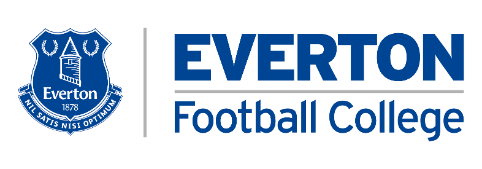 Everton
1878
NIL SATIS NISI OPTIMUM
EVERTON
Football College